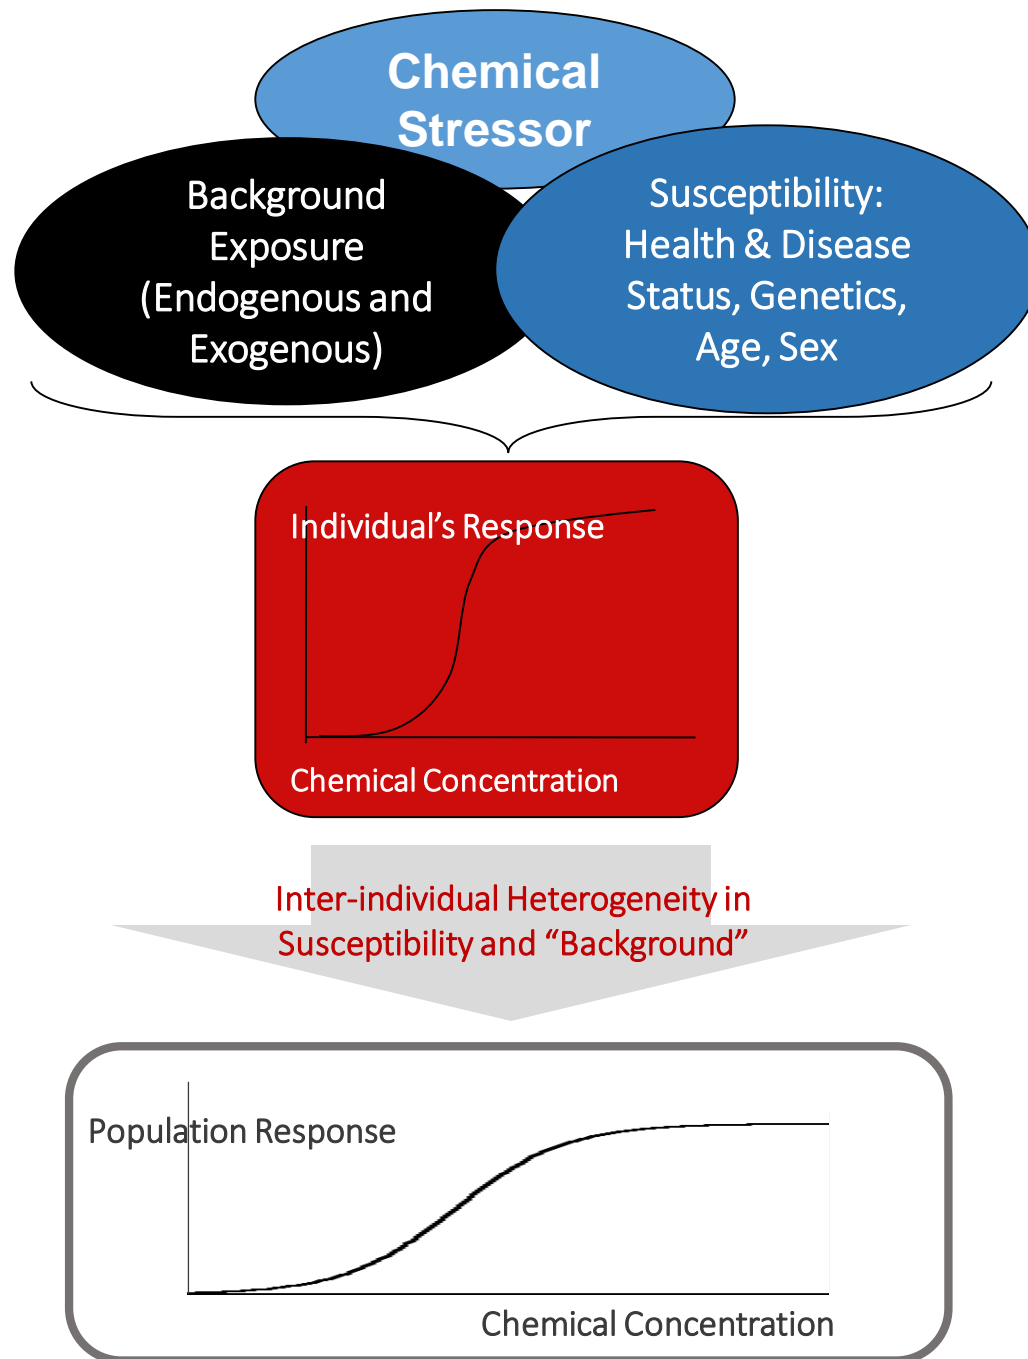 Chemical
Stressor
Background
Exposure
(Endogenous and
Exogenous)
Susceptibility:
Health & Disease
Status, Genetics,
Age, Sex
Individual’s Response
Chemical Concentration
Inter-individual Heterogeneity in
Susceptibility and “Background”
Population Response
Chemical Concentration